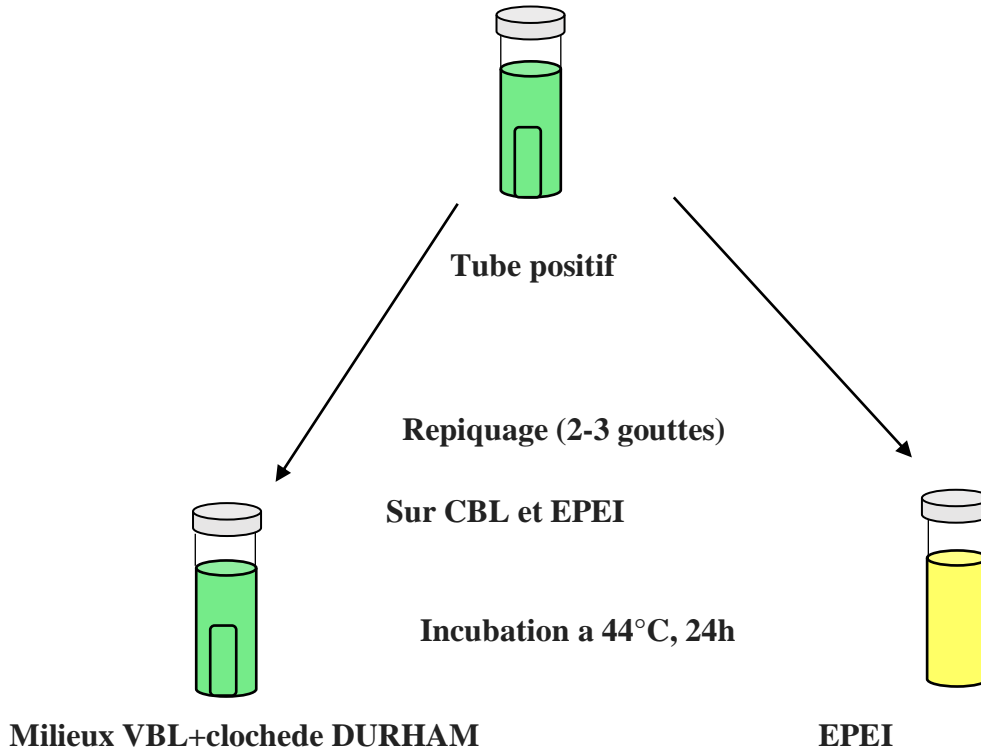 Tube positif
Repiquage (2-3 gouttes)
Sur CBL et EPEI
Incubation a 44°C, 24h
Milieux VBL+clochede DURHAM
EPEI